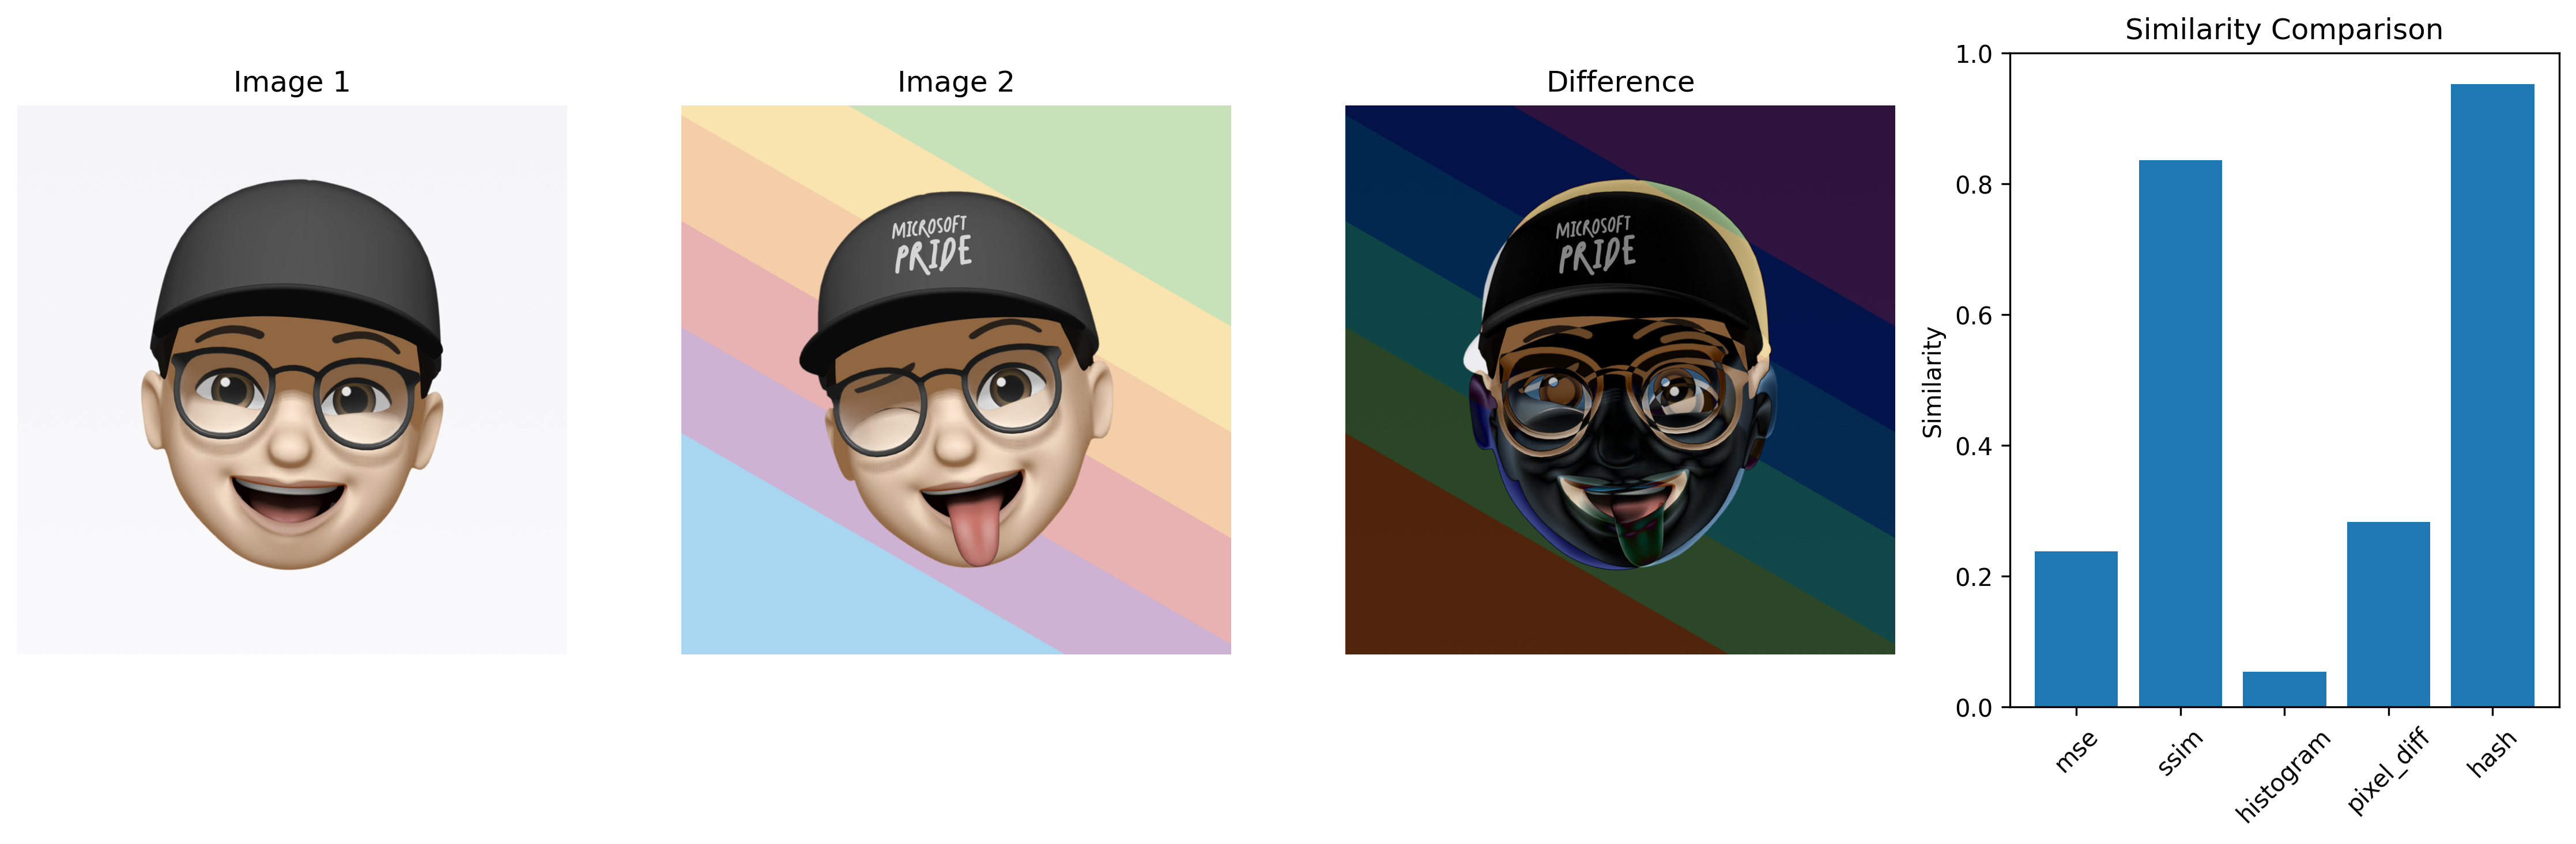 Image 1
Image 2
MICROSOFT
PRIDE
Difference
MICROSOFT
PRIDE
Similarity Comparison
Similarity
1.0
0.8
0.6
0.4
0.2
0.0
mse
ssim
histogram
pixel_diff
hash